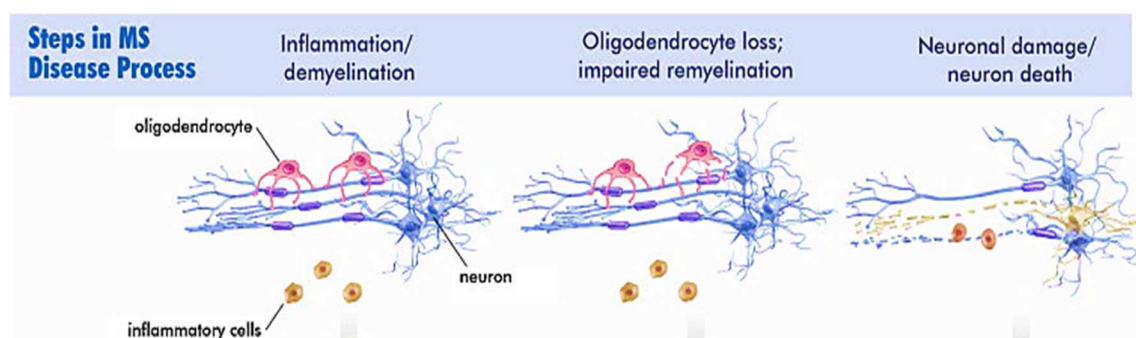 Steps in MS
Disease Process
Inflammation/
demyelination
Oligodendrocyte loss;
impaired remyelination
Neuronal damage/
neuron death
oligodendrocyte
neuron
inflammatory cells